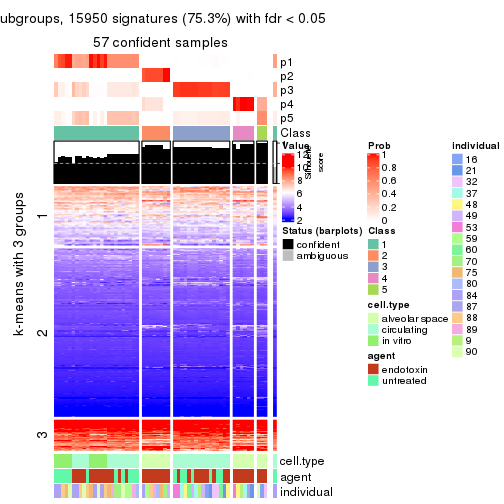 ubgroups, 15950 signatures (75.3%) with fdr < 0.05
57 confident samples
p1
p2
p3
p4
p5
Class
k-means with 3 groups
1
2
3
cell.type
agent
individual
Value
12
10
8
6
4
2
score
Status (barplots)
confident
ambiguous
Prob
1
0.8
0.6
0.4
0.2
0
Class
1
2
3
4
5
cell.type
alveolar space
circulating
in vitro
agent
endotoxin
untreated
individual
16
21
32
37
48
49
53
59
60
70
75
80
84
87
88
89
9
90